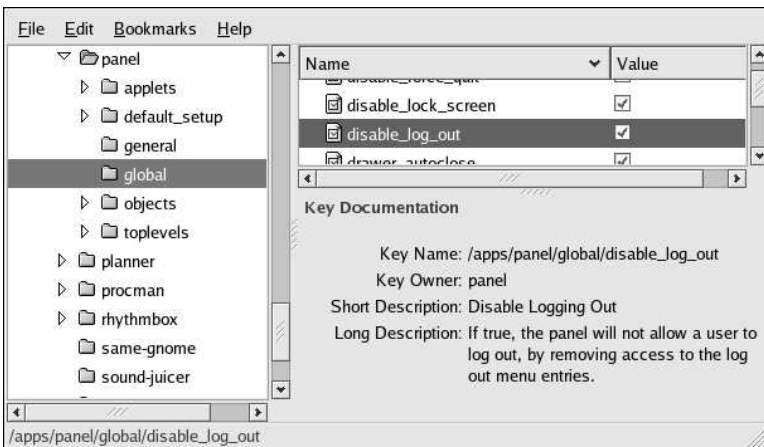 File Edit Bookmarks Help
panel
applets
default_setup
general
global
objects
toplevels
planner
procman
rhythmbox
same-gnome
sound-juicer
Name Value
disable_force_quit
disable_lock_screen
disable_log_out
drawer_autoclose
Key Documentation
Key Name: /apps/panel/global/disable_log_out
Key Owner: panel
Short Description: Disable Logging Out
Long Description: If true, the panel will not allow a user to
log out, by removing access to the log
out menu entries.
/apps/panel/global/disable_log_out